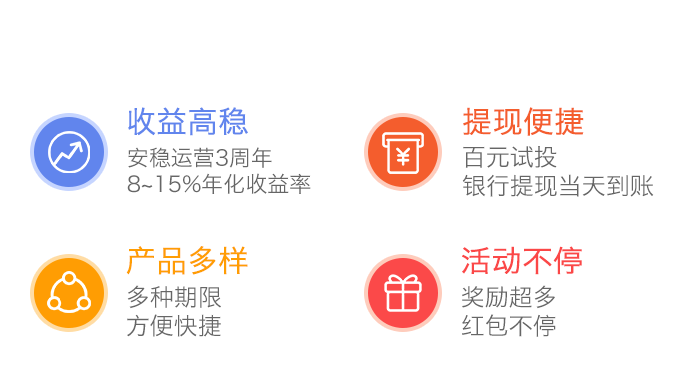 收益高稳
安稳运营3周年
8~15%年化收益率
提现便捷
百元试投
银行提现当天到账
产品多样
多种期限
方便快捷
活动不停
奖励超多
红包不停